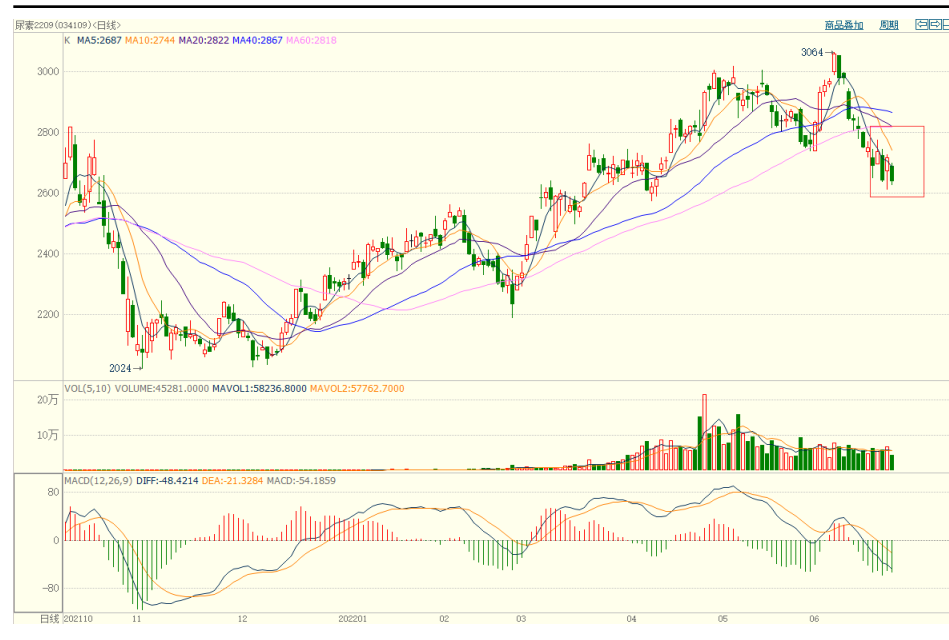 尿素2209(034109)<日线> 商品叠加 周期
K MA5:2687 MA10:2744 MA20:2822 MA40:2867 MA60:2818
3064
3000
2800
2600
2400
2200
2024
VOL(5,10) VOLUME:45281.0000 MAVOL1:58236.8000 MAVOL2:57762.7000
20万
10万
MACD(12,26,9) DIFF:-48.4214 DEA:-21.3284 MACD:-54.1859
80
0
-80
日线 202110 11 12 202201 02 03 04 05 06